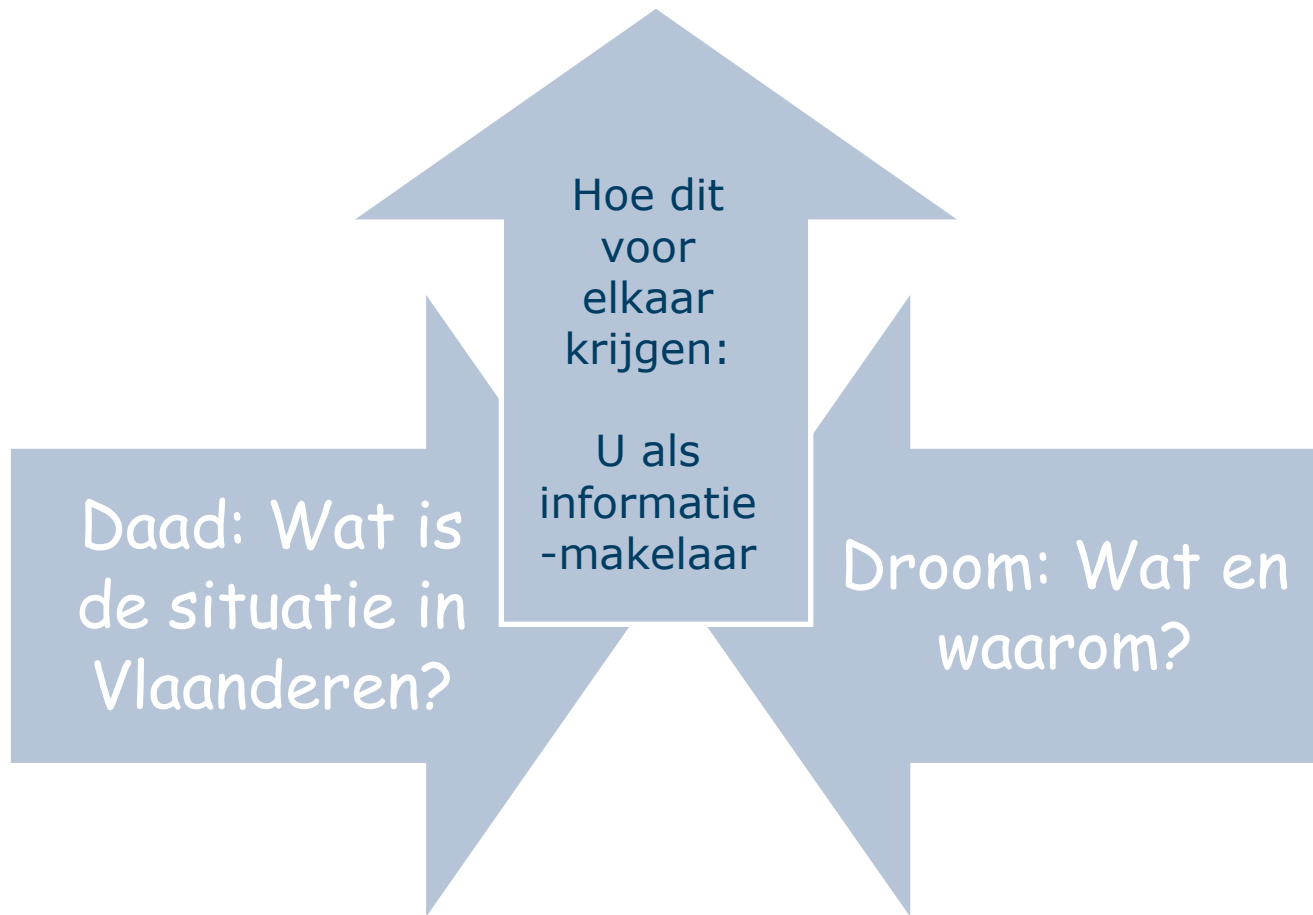 Hoe dit
voor
elkaar
krijgen:
U als
informatie
-makelaar
Daad: Wat is
de situatie in
Vlaanderen?
Droom: Wat en
waarom?